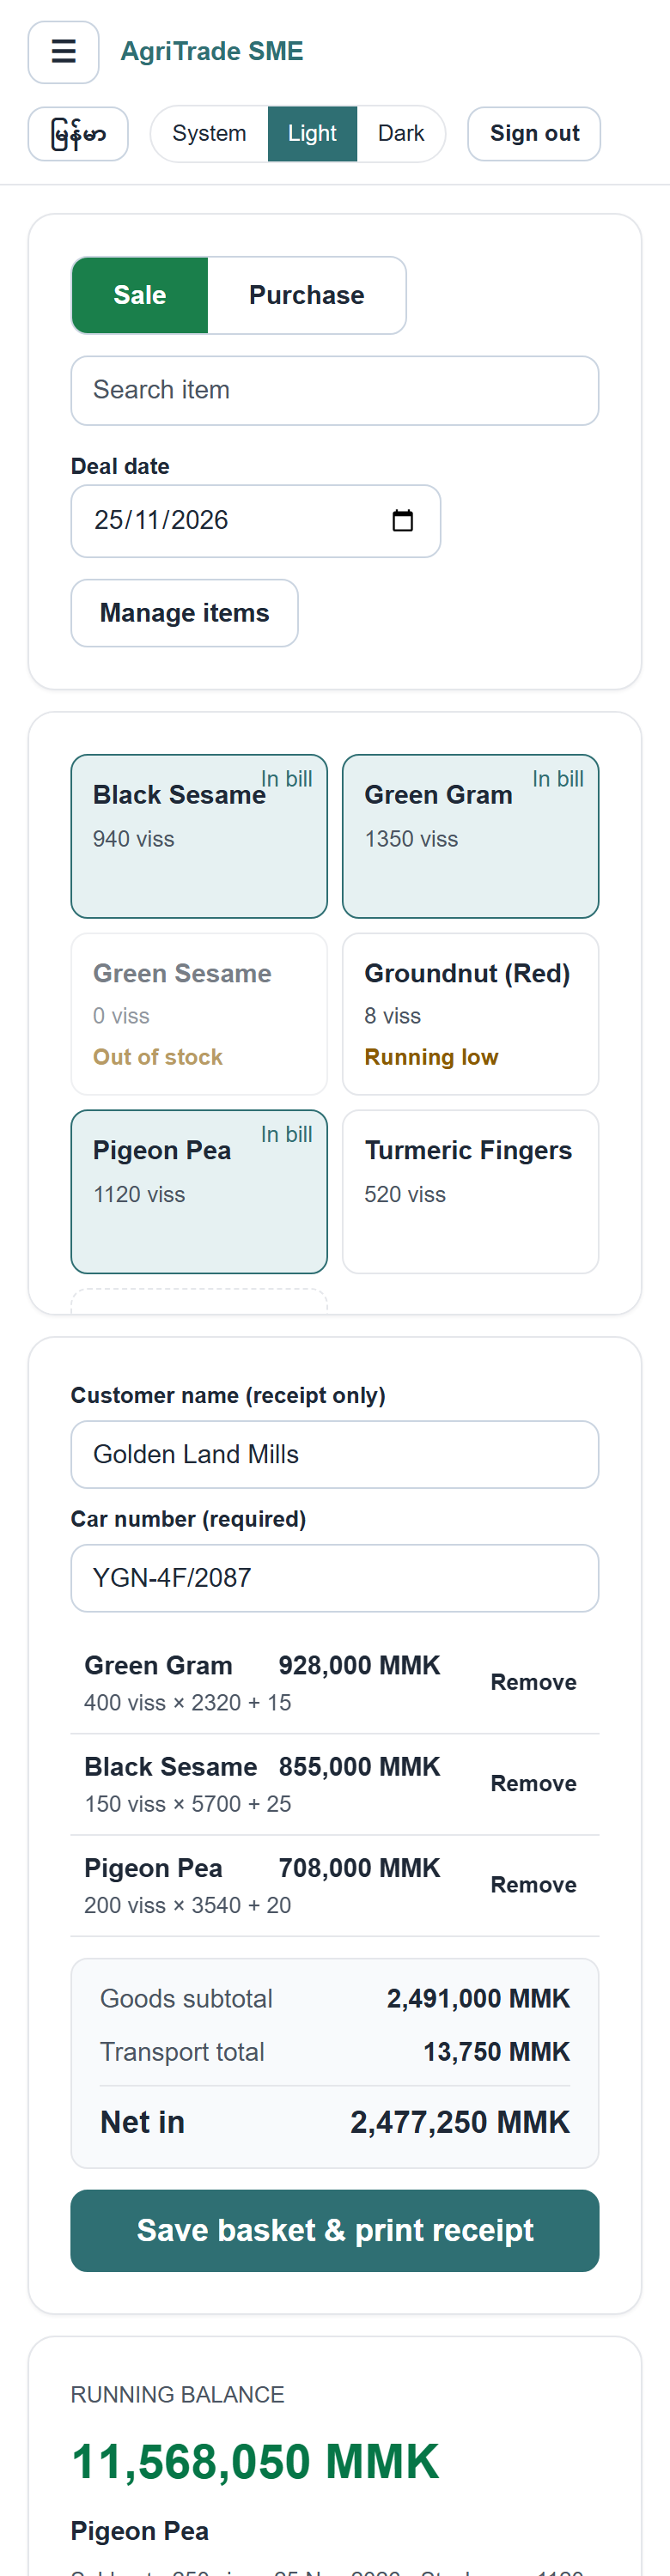 ☰ AgriTrade SME
မြန်မာ System Light Dark Sign out
Sale Purchase
Search item
Deal date
25/11/2026
Manage items
In bill
Black Sesame
940 viss
In bill
Green Gram
1350 viss
Green Sesame
0 viss
Out of stock
Groundnut (Red)
8 viss
Running low
In bill
Pigeon Pea
1120 viss
Turmeric Fingers
520 viss
Customer name (receipt only)
Golden Land Mills
Car number (required)
YGN-4F/2087
Green Gram 928,000 MMK
400 viss × 2320 + 15
Remove
Black Sesame 855,000 MMK
150 viss × 5700 + 25
Remove
Pigeon Pea 708,000 MMK
200 viss × 3540 + 20
Remove
Goods subtotal 2,491,000 MMK
Transport total 13,750 MMK
Net in 2,477,250 MMK
Save basket & print receipt
RUNNING BALANCE
11,568,050 MMK
Pigeon Pea